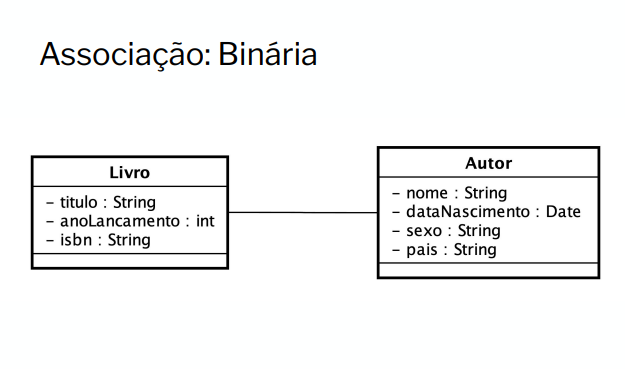 Associação: Binária
Livro
- titulo : String
- anoLancamento : int
- isbn : String
Autor
- nome : String
- dataNascimento : Date
- sexo : String
- pais : String